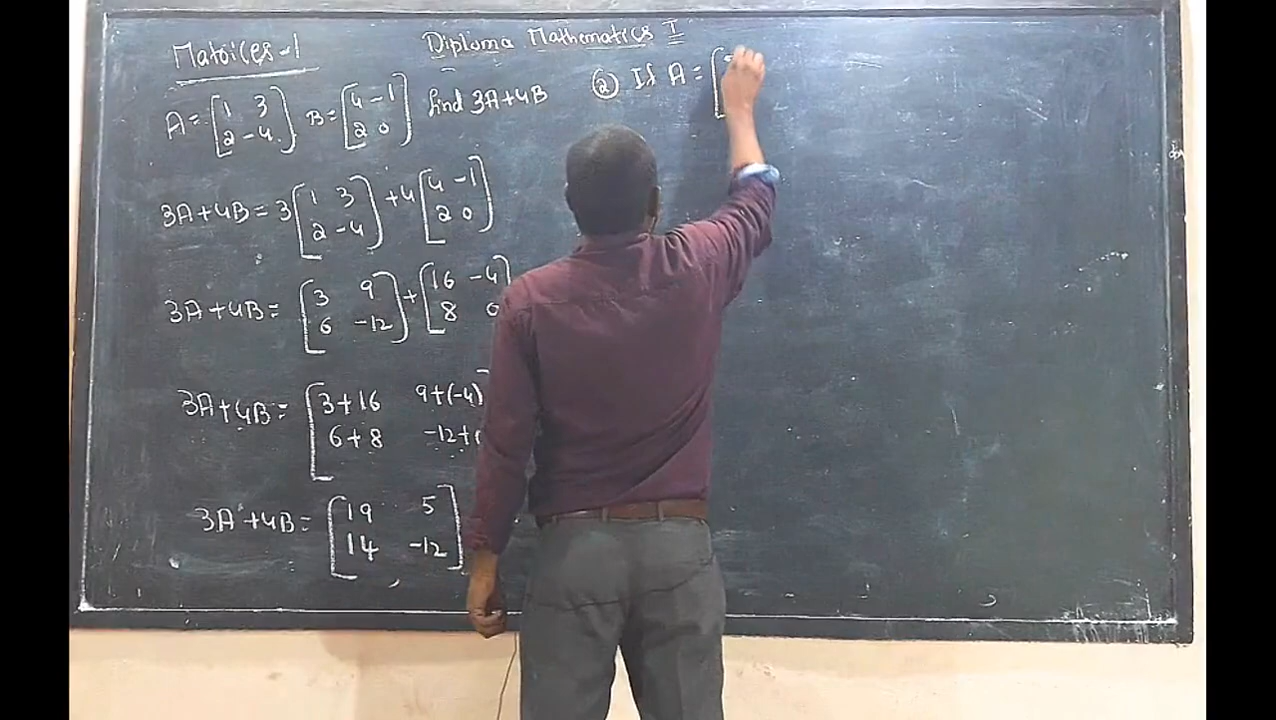 Matrices-1
Diploma Mathematics I
A = [1 3
2 -4], B = [4 -1
2 0] find 3A+4B
3A+4B = 3[1 3
2 -4] +4[4 -1
2 0]
3A+4B = [3 9
6 -12] + [16 -4]
8 0
3A+4B = [3+16 9+(-4)
6+8 -12+
3A+4B = [19 5
14 -12]
② If A = [